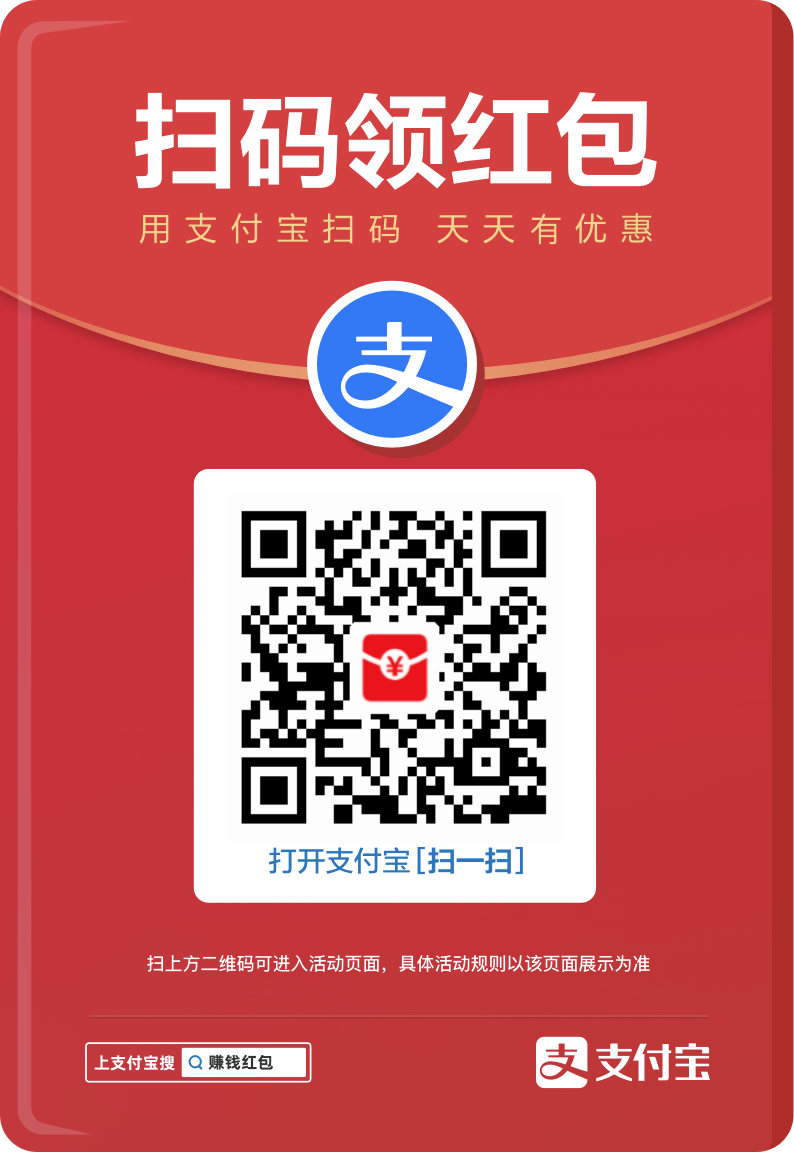 扫码领红包
用支付宝扫码 天天有优惠
支
¥
打开支付宝[扫一扫]
扫上方二维码可进入活动页面，具体活动规则以该页面展示为准
上支付宝搜 赚钱红包
支 支付宝